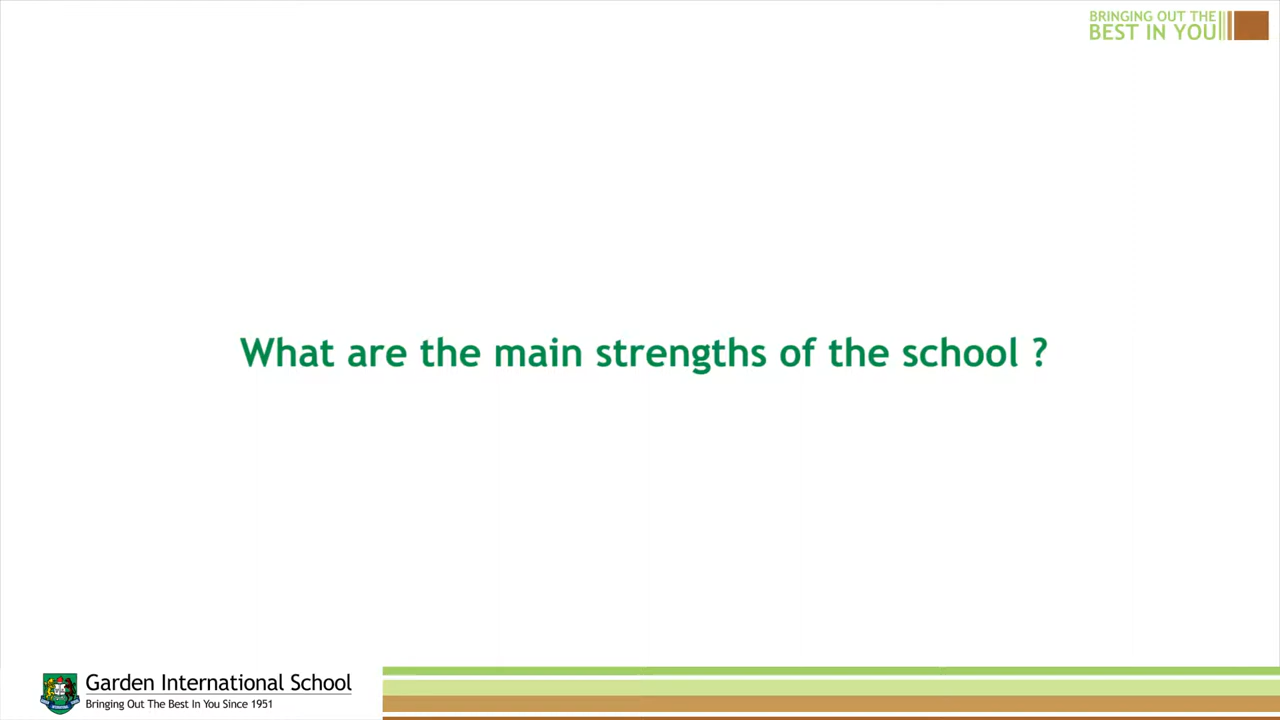 BRINGING OUT THE
BEST IN YOU
What are the main strengths of the school ?
Garden International School
Bringing Out The Best In You Since 1951